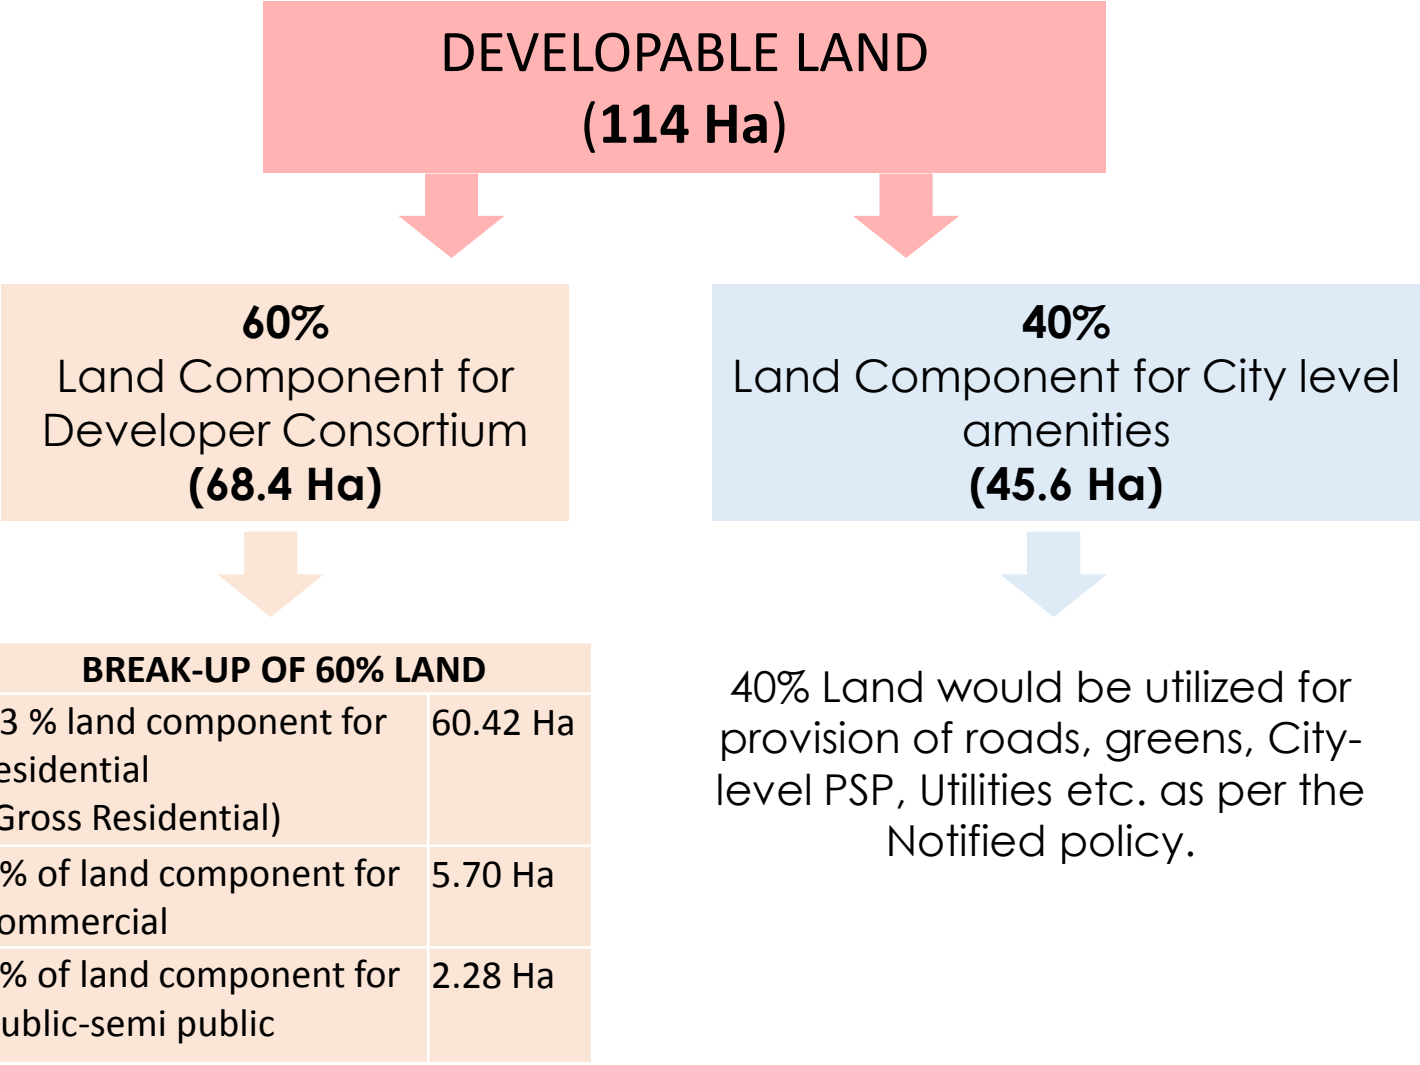 DEVELOPABLE LAND
(114 Ha)
60%
Land Component for
Developer Consortium
(68.4 Ha)
40%
Land Component for City level
amenities
(45.6 Ha)
BREAK-UP OF 60% LAND
3 % land component for
esidential
Gross Residential)
60.42 Ha
% of land component for
ommercial
5.70 Ha
% of land component for
ublic-semi public
2.28 Ha
40% Land would be utilized for
provision of roads, greens, City-
level PSP, Utilities etc. as per the
Notified policy.